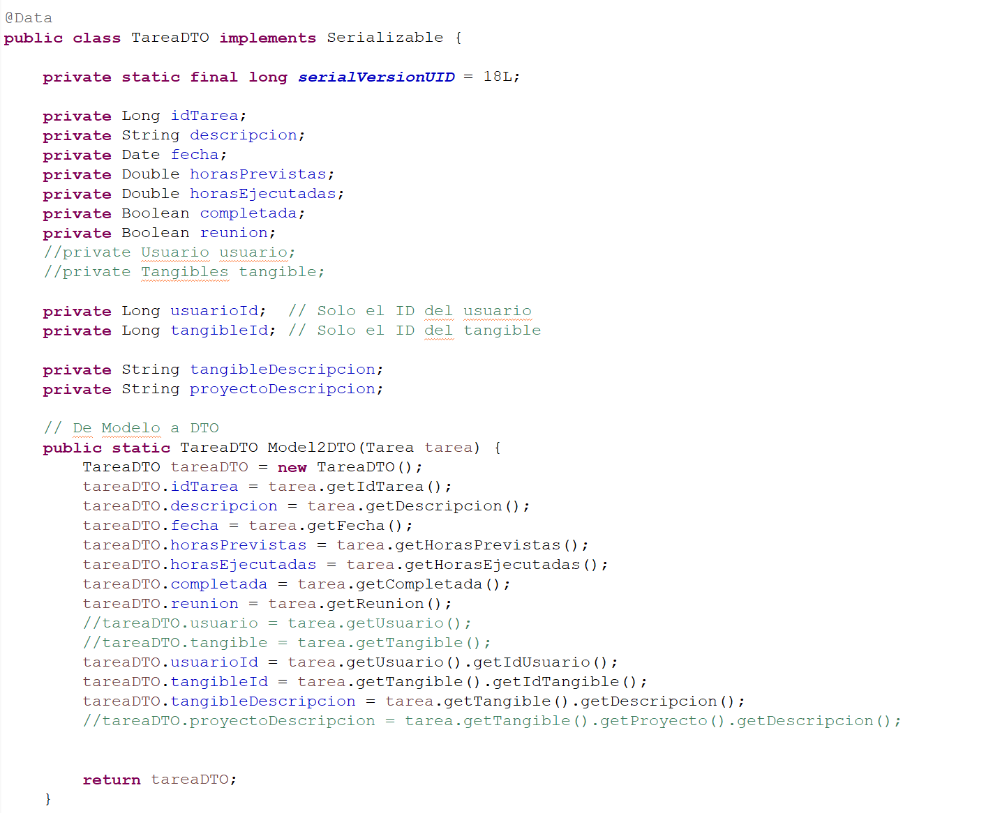 @Data
public class TareaDTO implements Serializable {
private static final long serialVersionUID = 18L;
private Long idTarea;
private String descripcion;
private Date fecha;
private Double horasPrevistas;
private Double horasEjecutadas;
private Boolean completada;
private Boolean reunion;
//private Usuario usuario;
//private Tangibles tangible;
private Long usuarioId;  // Solo el ID del usuario
private Long tangibleId; // Solo el ID del tangible
private String tangibleDescripcion;
private String proyectoDescripcion;
// De Modelo a DTO
public static TareaDTO Model2DTO(Tarea tarea) {
TareaDTO tareaDTO = new TareaDTO();
tareaDTO.idTarea = tarea.getIdTarea();
tareaDTO.descripcion = tarea.getDescripcion();
tareaDTO.fecha = tarea.getFecha();
tareaDTO.horasPrevistas = tarea.getHorasPrevistas();
tareaDTO.horasEjecutadas = tarea.getHorasEjecutadas();
tareaDTO.completada = tarea.getCompletada();
tareaDTO.reunion = tarea.getReunion();
//tareaDTO.usuario = tarea.getUsuario();
//tareaDTO.tangible = tarea.getTangible();
tareaDTO.usuarioId = tarea.getUsuario().getIdUsuario();
tareaDTO.tangibleId = tarea.getTangible().getIdTangible();
tareaDTO.tangibleDescripcion = tarea.getTangible().getDescripcion();
//tareaDTO.proyectoDescripcion = tarea.getTangible().getProyecto().getDescripcion();
return tareaDTO;
}